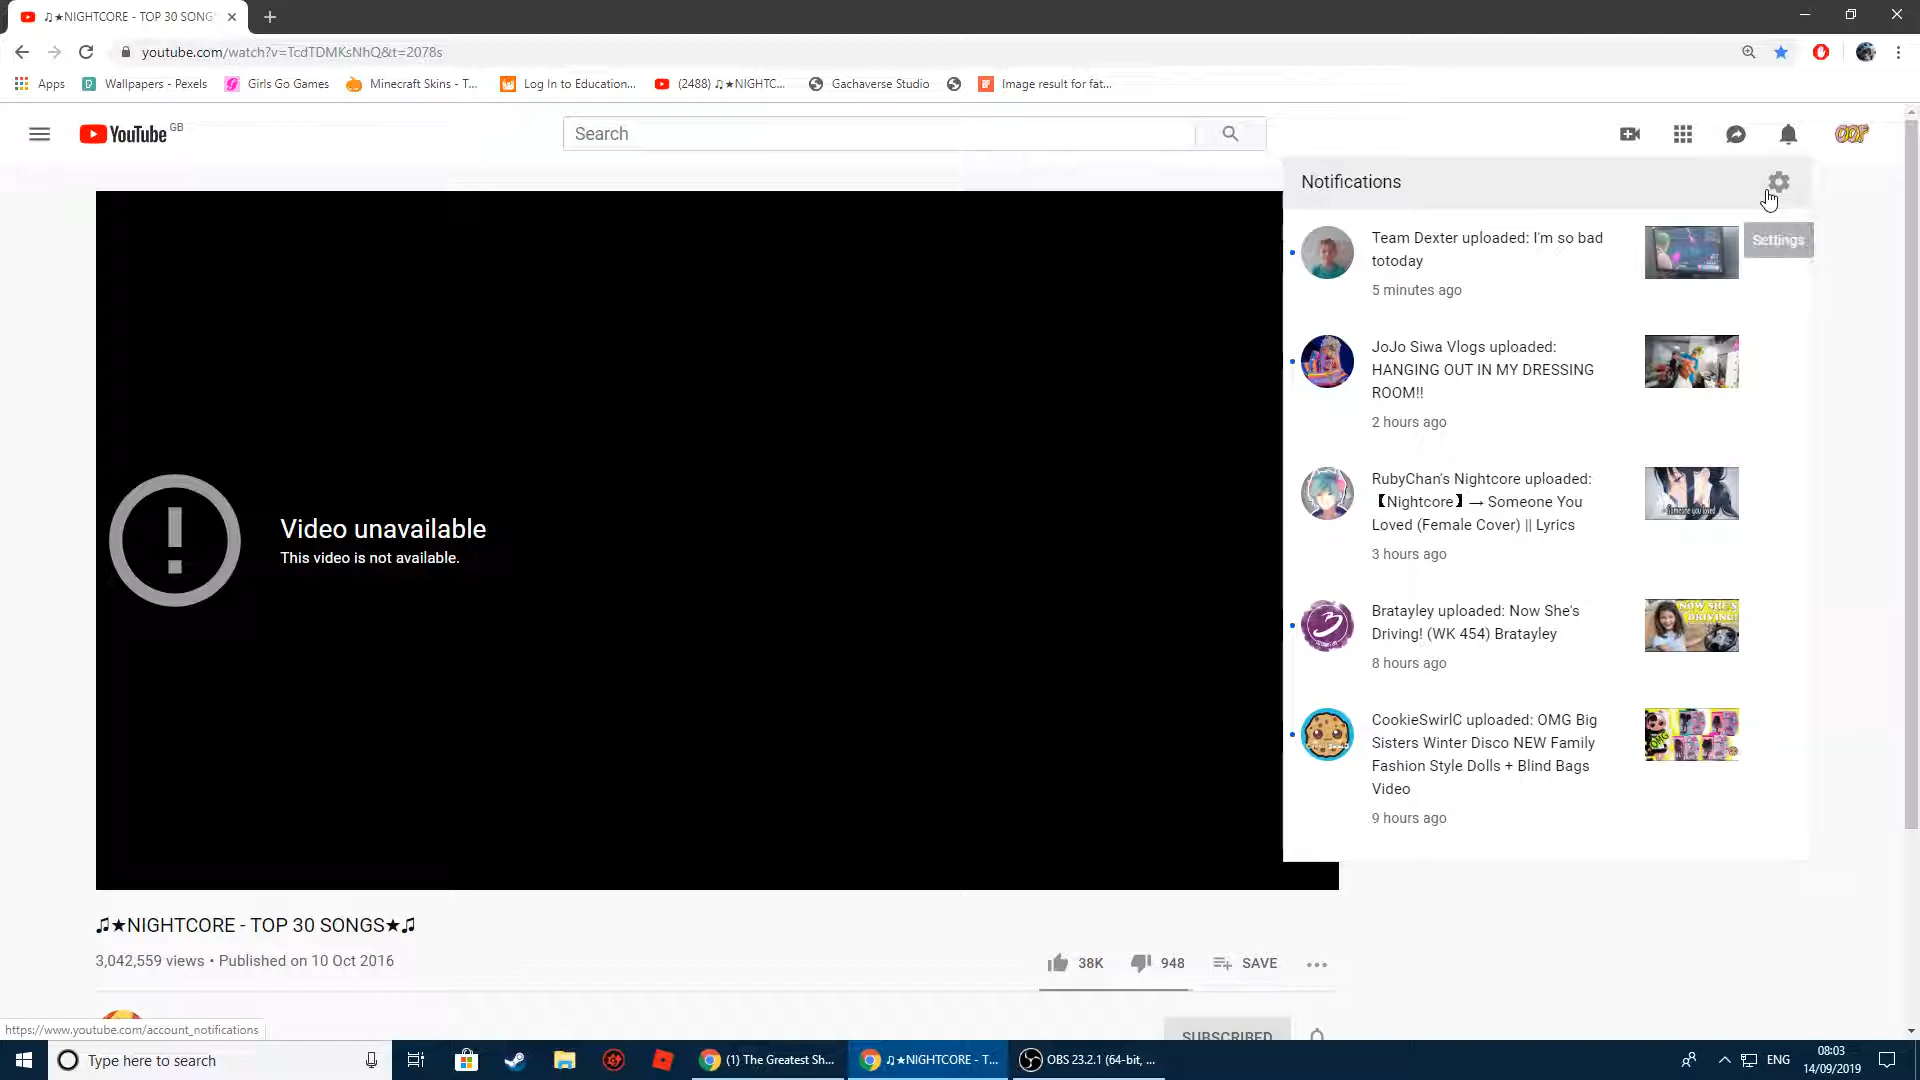 ♫★NIGHTCORE - TOP 30 SONG
youtube.com/watch?v=TcdTDMKsNhQ&t=2078s
Apps
Wallpapers - Pexels
Girls Go Games
Minecraft Skins - T...
Log In to Education...
(2488) ♫★NIGHTC...
Gachaverse Studio
Image result for fat...
YouTube GB
Search
Notifications
Settings
Team Dexter uploaded: I'm so bad
totoday
5 minutes ago
JoJo Siwa Vlogs uploaded:
HANGING OUT IN MY DRESSING
ROOM!!
2 hours ago
RubyChan's Nightcore uploaded:
【Nightcore】→ Someone You
Loved (Female Cover) || Lyrics
3 hours ago
Someone you loved
Bratayley uploaded: Now She's
Driving! (WK 454) Bratayley
8 hours ago
NOW SHE'S
DRIVING!
CookieSwirlC uploaded: OMG Big
Sisters Winter Disco NEW Family
Fashion Style Dolls + Blind Bags
Video
9 hours ago
OMG
Video unavailable
This video is not available.
♫★NIGHTCORE - TOP 30 SONGS★♫
3,042,559 views • Published on 10 Oct 2016
38K
948
SAVE
SUBSCRIBED
https://www.youtube.com/account_notifications
Type here to search
(1) The Greatest Sh...
♫★NIGHTCORE - T...
OBS 23.2.1 (64-bit, ...
ENG
08:03
14/09/2019